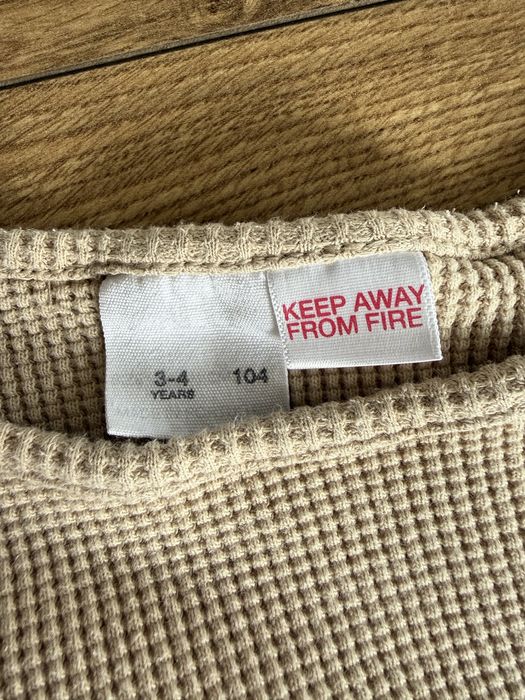 3-4 104
YEARS
KEEP AWAY
FROM FIRE